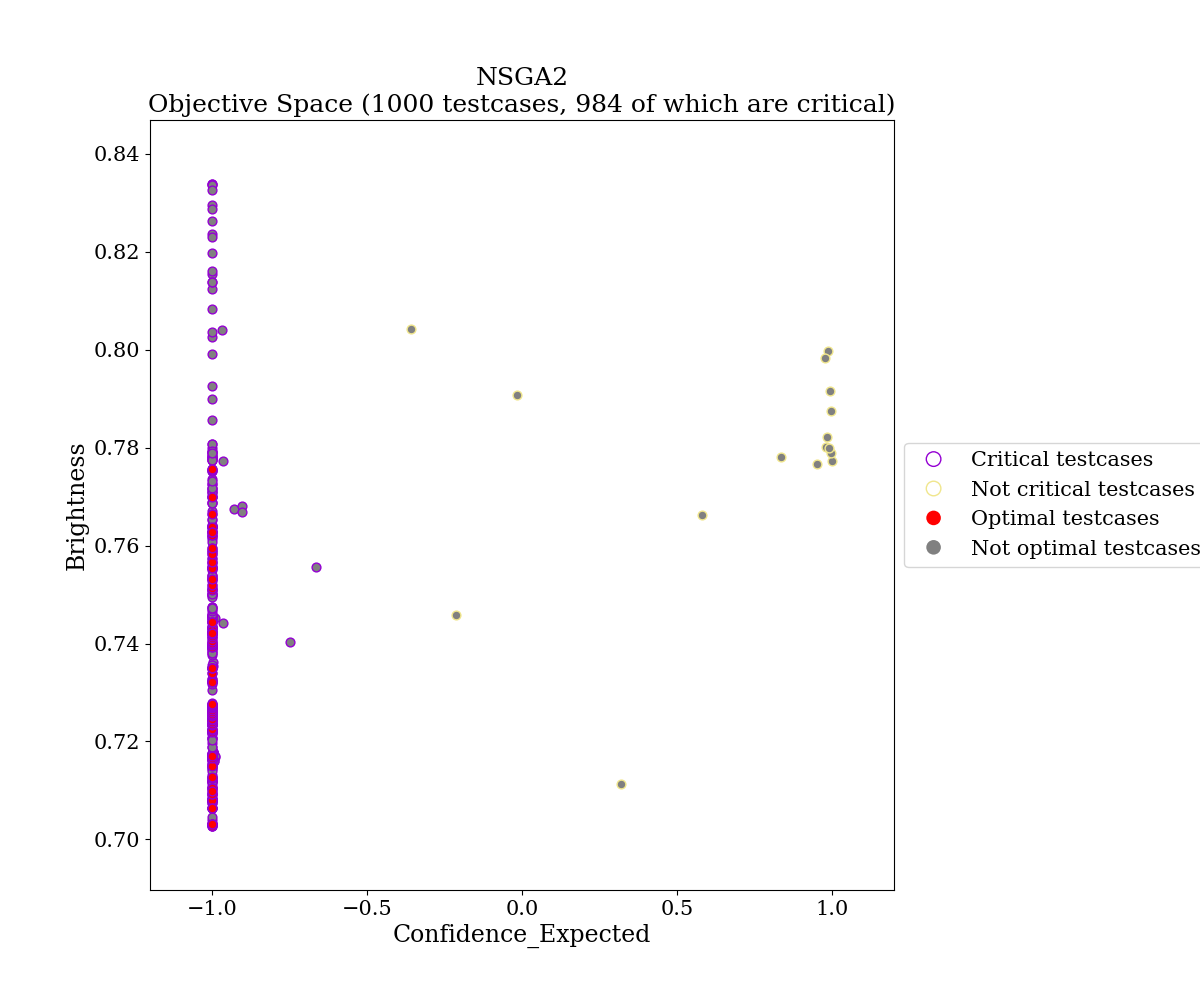 NSGA2
Objective Space (1000 testcases, 984 of which are critical)
0.84
0.82
0.80
0.78
0.76
0.74
0.72
0.70
Brightness
−1.0
−0.5
0.0
0.5
1.0
Confidence_Expected
Critical testcases
Not critical testcases
Optimal testcases
Not optimal testcases